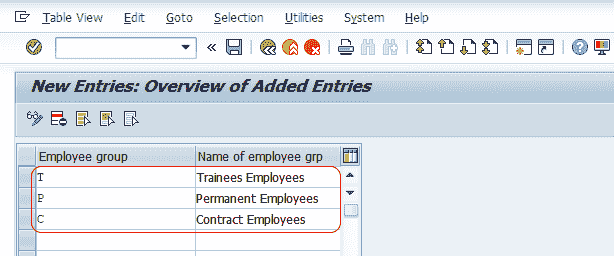 Table View Edit Goto Selection Utilities System Help
«
New Entries: Overview of Added Entries
Employee group Name of employee grp
T Trainees Employees
P Permanent Employees
C Contract Employees